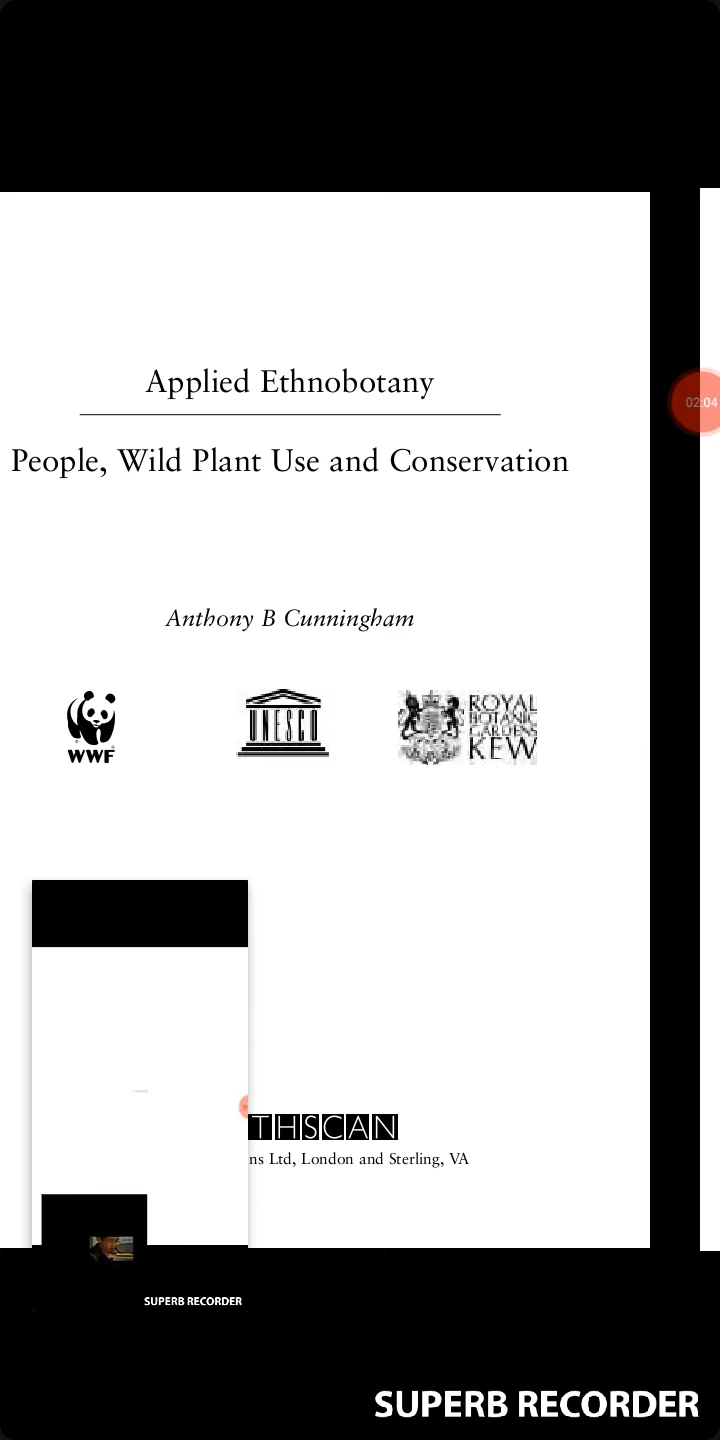 Applied Ethnobotany
02:04
People, Wild Plant Use and Conservation
Anthony B Cunningham
WWF
UNESCO
ROYAL
BOTANIC
GARDENS
KEW
THSCAN
ns Ltd, London and Sterling, VA
SUPERB RECORDER
SUPERB RECORDER